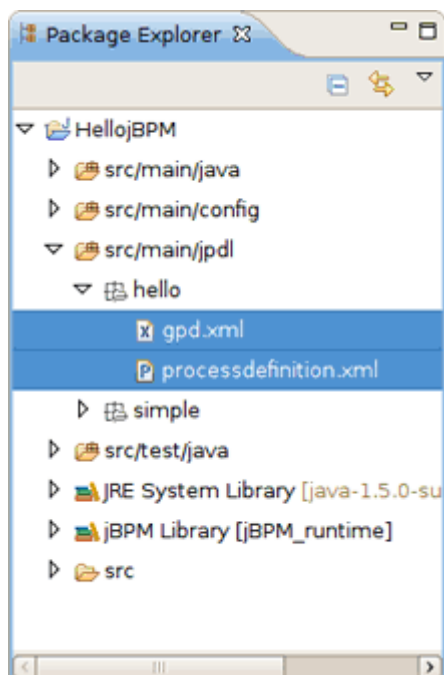 Package Explorer
HellojBPM
src/main/java
src/main/config
src/main/jpdl
hello
gpd.xml
processdefinition.xml
simple
src/test/java
JRE System Library [java-1.5.0-su
jBPM Library [jBPM_runtime]
src